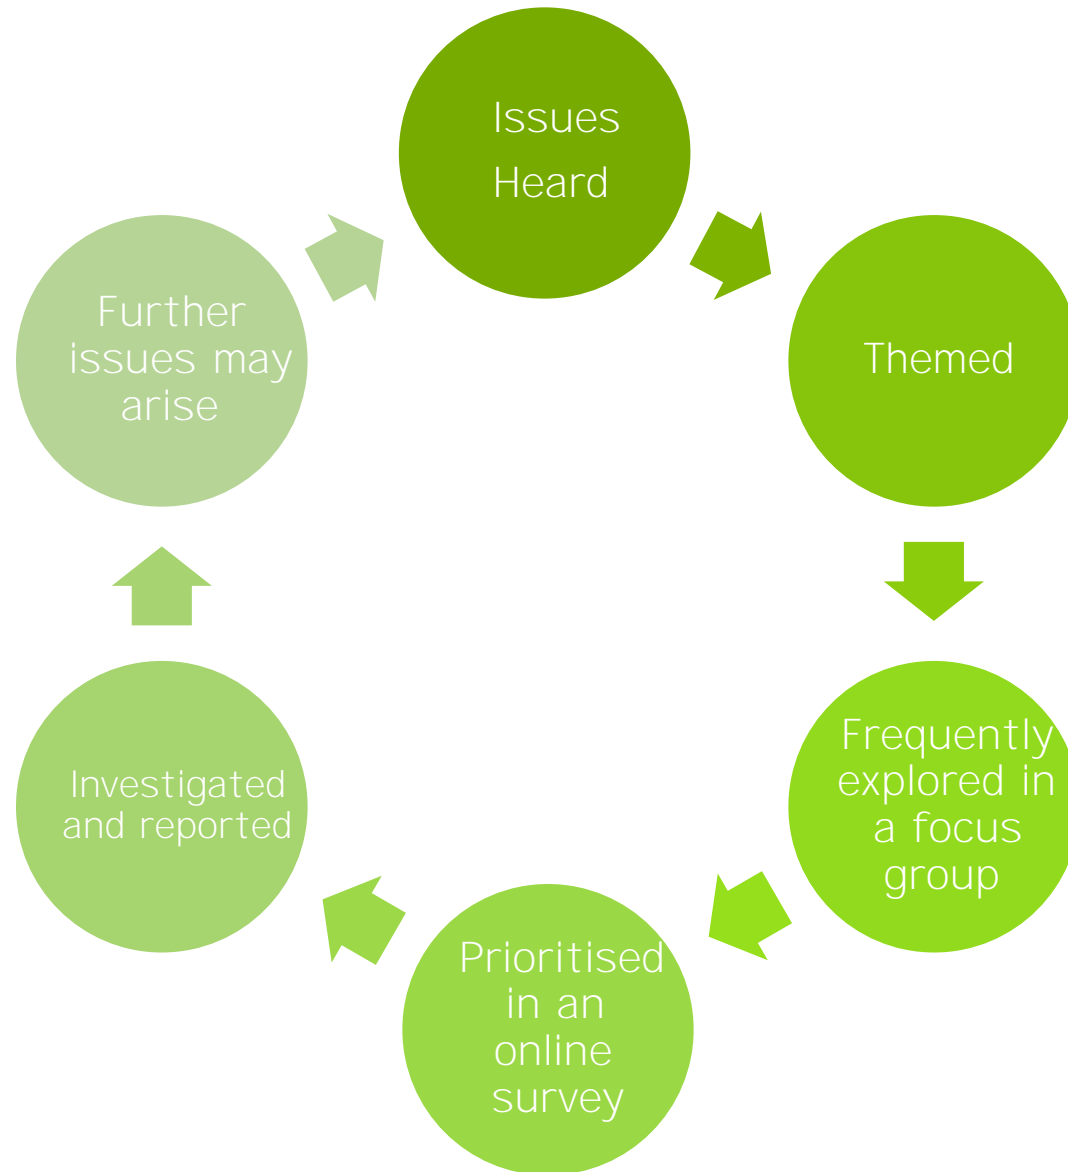 Issues
Heard
Themed
Frequently
explored in
a focus
group
Prioritised
in an
online
survey
Investigated
and reported
Further
issues may
arise